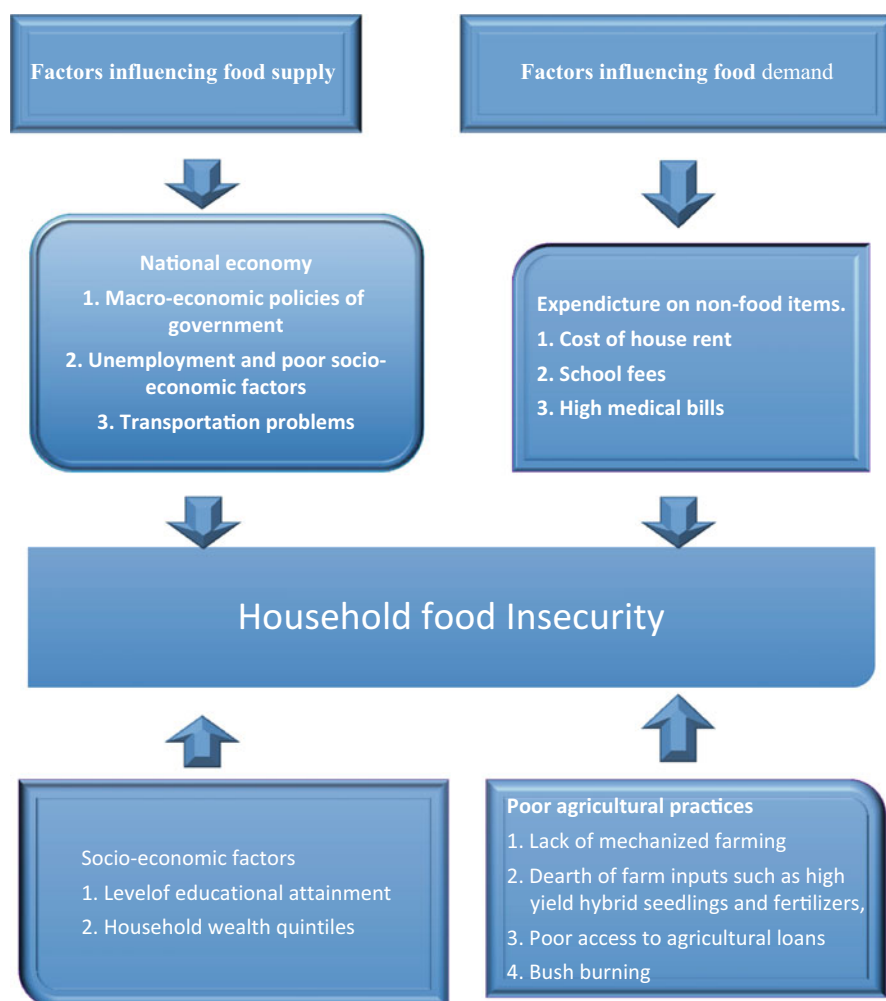 Factors influencing food supply
Factors influencing food demand
National economy
1. Macro-economic policies of
government
2. Unemployment and poor socio-
economic factors
3. Transportation problems
Expendicture on non-food items.
1. Cost of house rent
2. School fees
3. High medical bills
Household food Insecurity
Socio-economic factors
1. Levelof educational attainment
2. Household wealth quintiles
Poor agricultural practices
1. Lack of mechanized farming
2. Dearth of farm inputs such as high
yield hybrid seedlings and fertilizers,
3. Poor access to agricultural loans
4. Bush burning